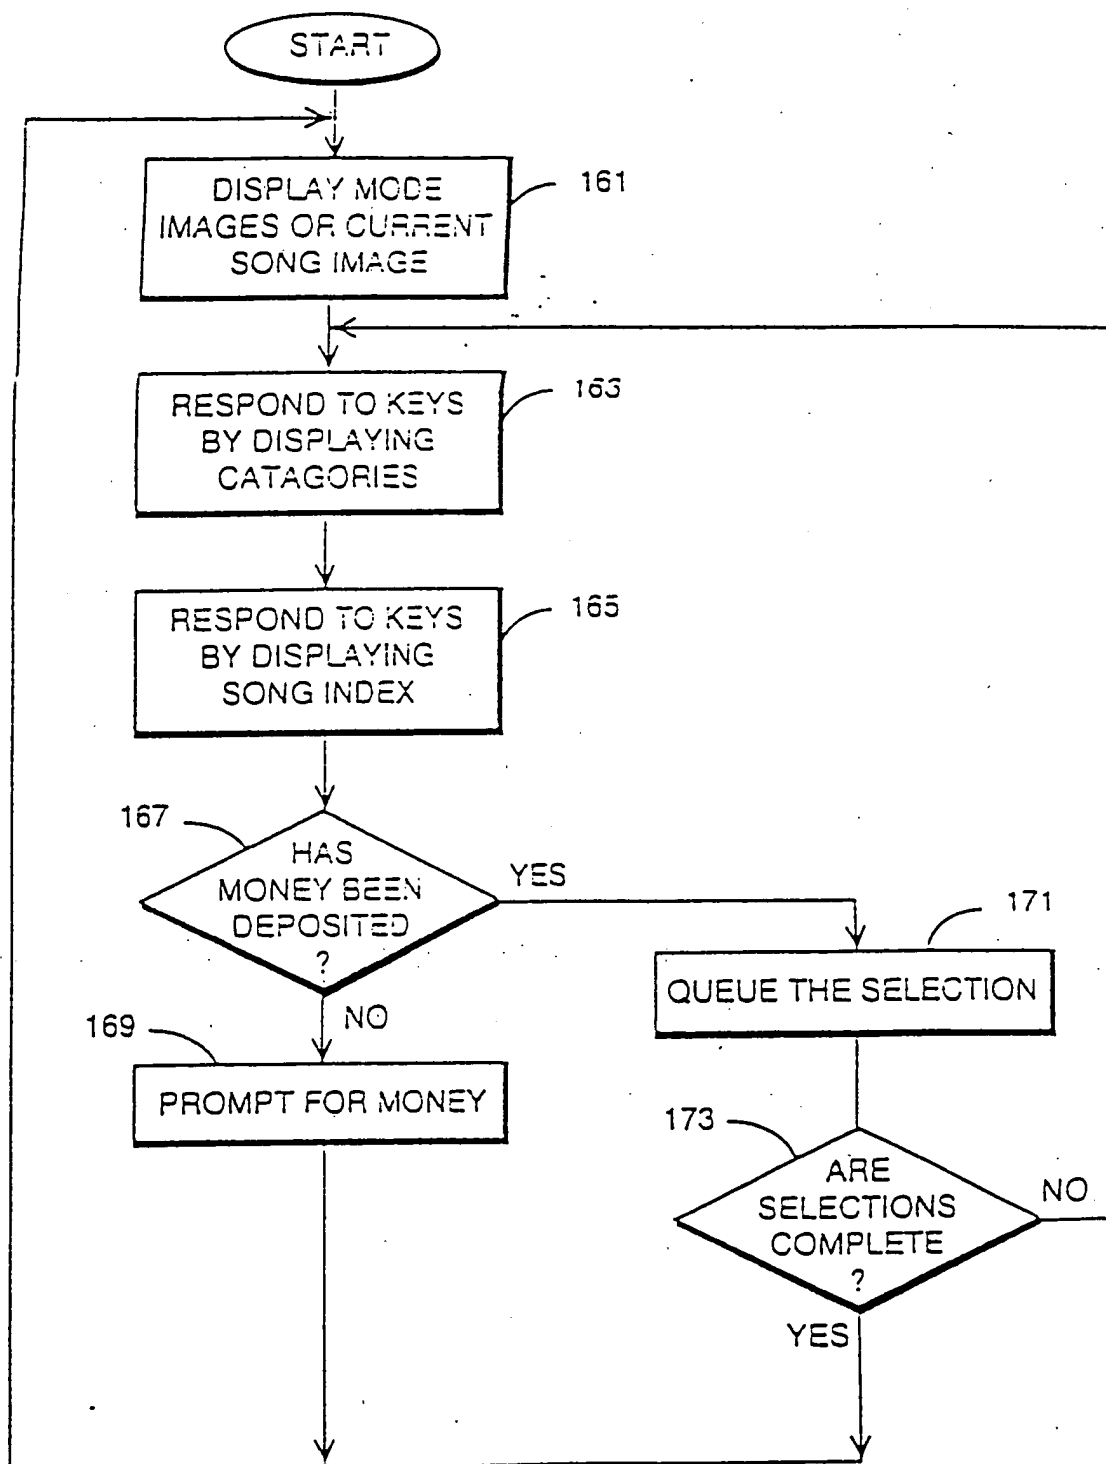 START
161
DISPLAY MODE
IMAGES OR CURRENT
SONG IMAGE
163
RESPOND TO KEYS
BY DISPLAYING
CATAGORIES
165
RESPOND TO KEYS
BY DISPLAYING
SONG INDEX
167
HAS
MONEY BEEN
DEPOSITED
?
YES
NO
171
QUEUE THE SELECTION
169
PROMPT FOR MONEY
173
ARE
SELECTIONS
COMPLETE
?
NO
YES